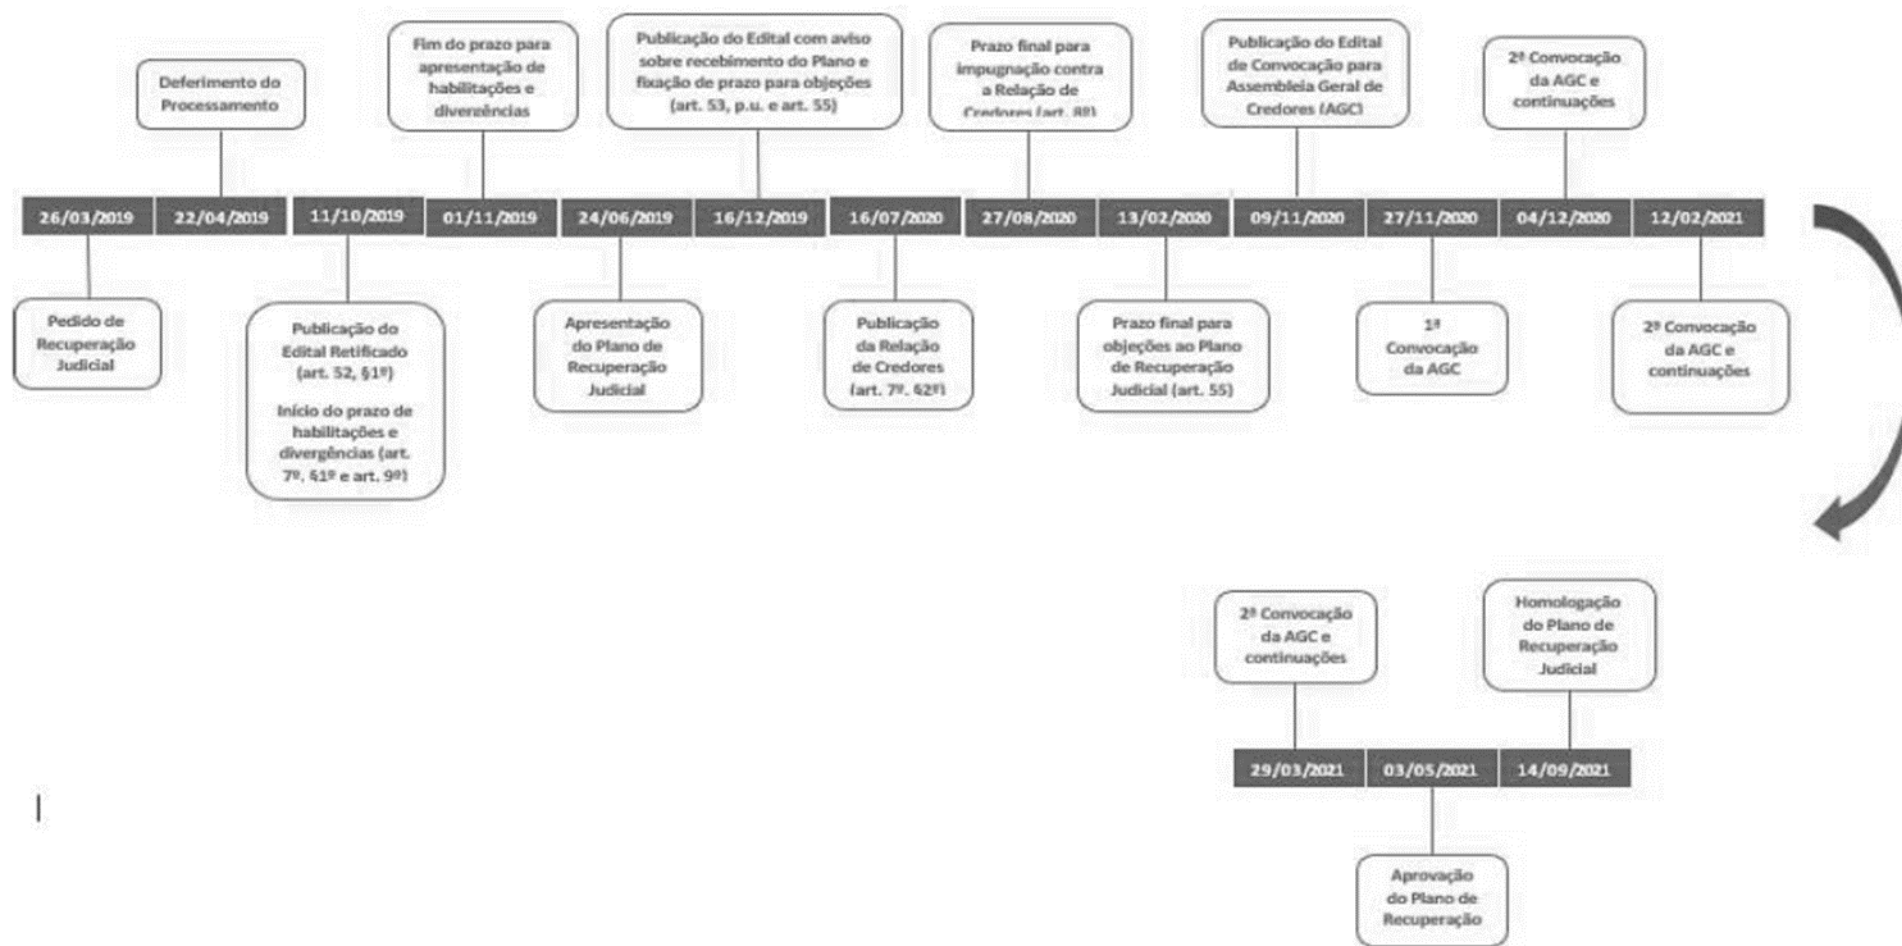 Deferimento do
Processamento
Fim do prazo para
apresentação de
habilitações e
divergências
Publicação do Edital com aviso
sobre recebimento do Plano e
fixação de prazo para objeções
(art. 53, p.u. e art. 55)
Prazo final para
impugnação contra
a Relação de
Credores (art. 8º)
Publicação do Edital
de Convocação para
Assembleia Geral de
Credores (AGC)
2ª Convocação
da AGC e
continuações
26/03/2019 22/04/2019 11/10/2019 01/11/2019 24/06/2019 16/12/2019 16/07/2020 27/08/2020 13/02/2020 09/11/2020 27/11/2020 04/12/2020 12/02/2021
Pedido de
Recuperação
Judicial
Publicação do
Edital Retificado
(art. 52, §1º)
Início do prazo de
habilitações e
divergências (art.
7º, §1º e art. 9º)
Apresentação
do Plano de
Recuperação
Judicial
Publicação
da Relação
de Credores
(art. 7º, §2º)
Prazo final para
objeções ao Plano
de Recuperação
Judicial (art. 55)
1ª
Convocação
da AGC
2ª Convocação
da AGC e
continuações
2ª Convocação
da AGC e
continuações
Homologação
do Plano de
Recuperação
Judicial
29/03/2021 03/05/2021 14/09/2021
Aprovação
do Plano de
Recuperação